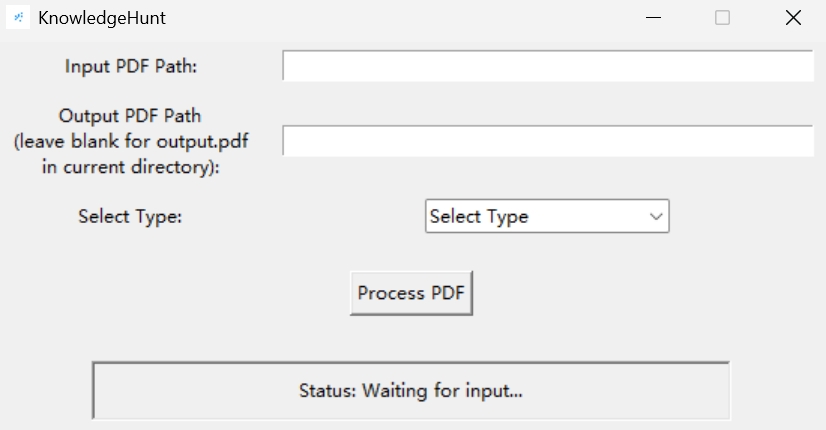 KnowledgeHunt
Input PDF Path:
Output PDF Path
(leave blank for output.pdf
in current directory):
Select Type:
Select Type
Process PDF
Status: Waiting for input...